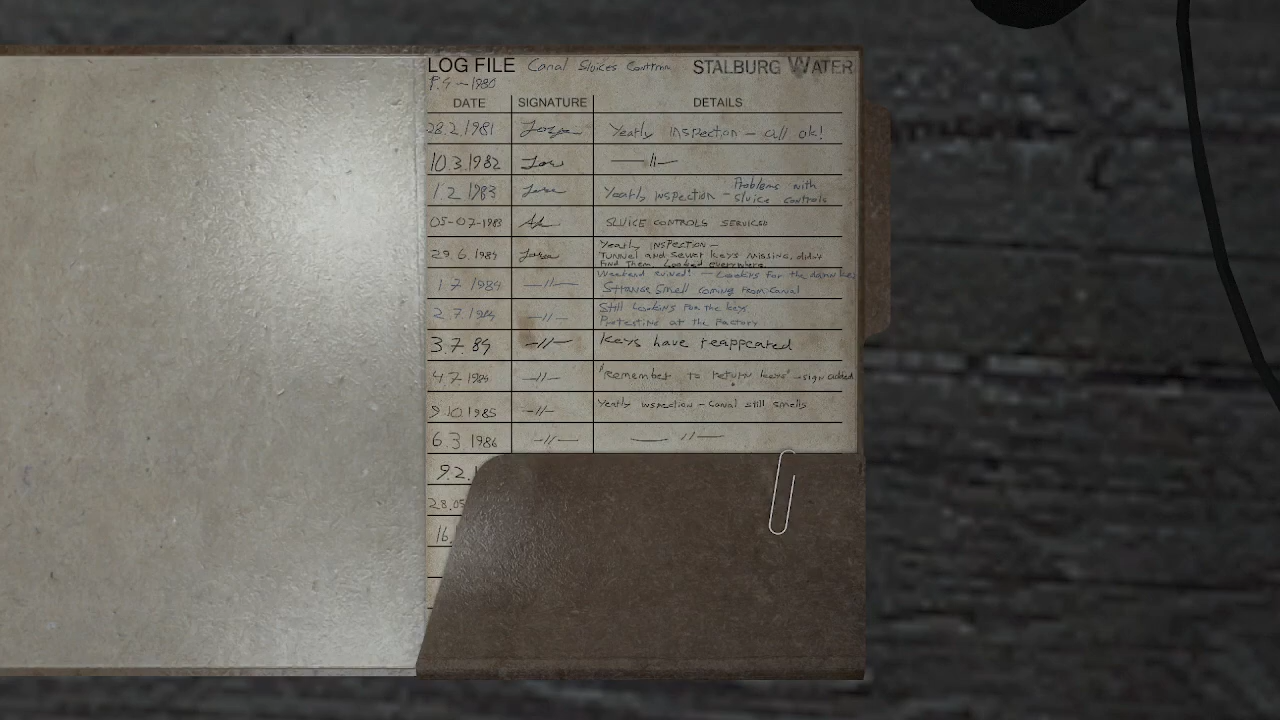 LOG FILE Canal Sluices Control STALBURG WATER
P.S - 1980
DATE SIGNATURE DETAILS
28.2.1981 Yearly Inspection - all ok!
10.3.1982 —//—
1.2.1983 Yearly Inspection - Problems with
sluice controls
05-07-1983 SLUICE CONTROLS SERVICED
29.6.1984 Yearly Inspection -
Tunnel and Sewer keys missing, didn't
find them. Looked everywhere
1.7.1984 —//— Weekend ruined! - Looking for the damn keys
Strange smell coming from canal
2.7.1984 —//— Still Looking for the keys
Protesting at the Factory
3.7.84 —//— Keys have reappeared
4.7.1984 —//— "Remember to return keys" - sign added
9.10.1985 —//— Yearly inspection - Canal still smells
6.3.1986 —//— —//—
9.2.
28.05
16.